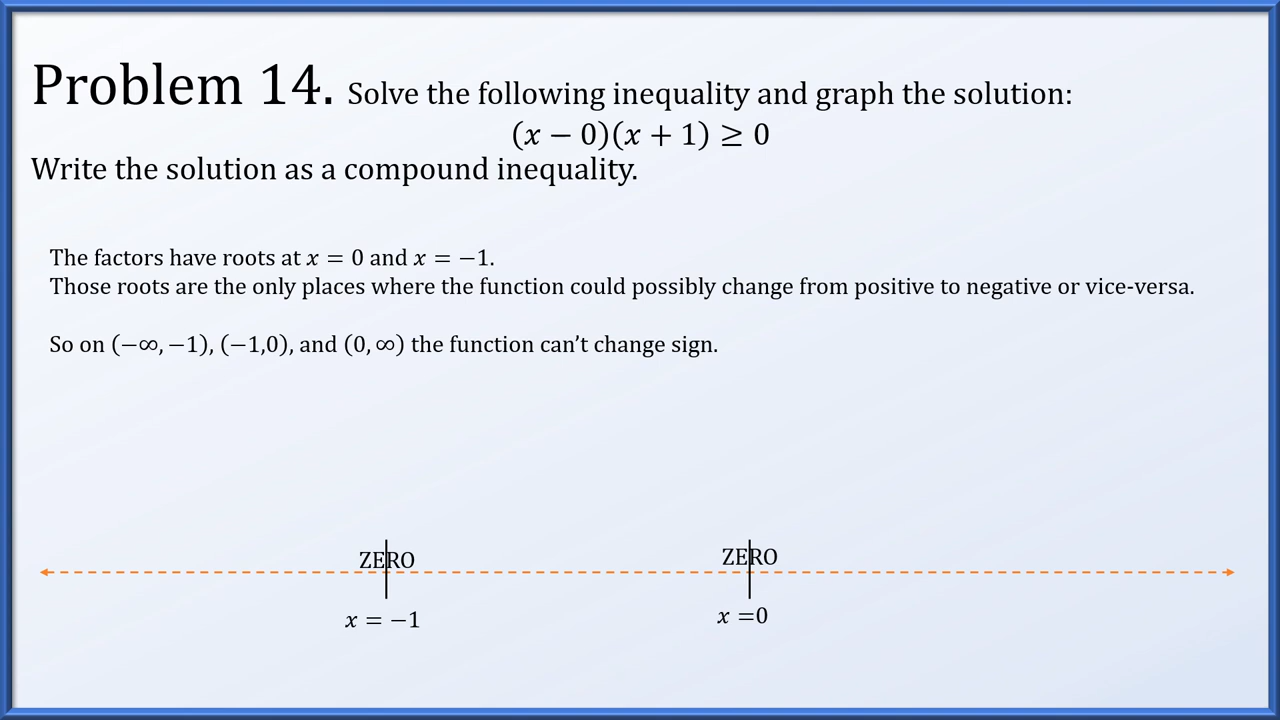 Problem 14. Solve the following inequality and graph the solution:
(x − 0)(x + 1) ≥ 0
Write the solution as a compound inequality.
The factors have roots at x = 0 and x = −1.
Those roots are the only places where the function could possibly change from positive to negative or vice-versa.
So on (−∞, −1), (−1,0), and (0, ∞) the function can’t change sign.
ZERO ZERO
x = −1 x =0